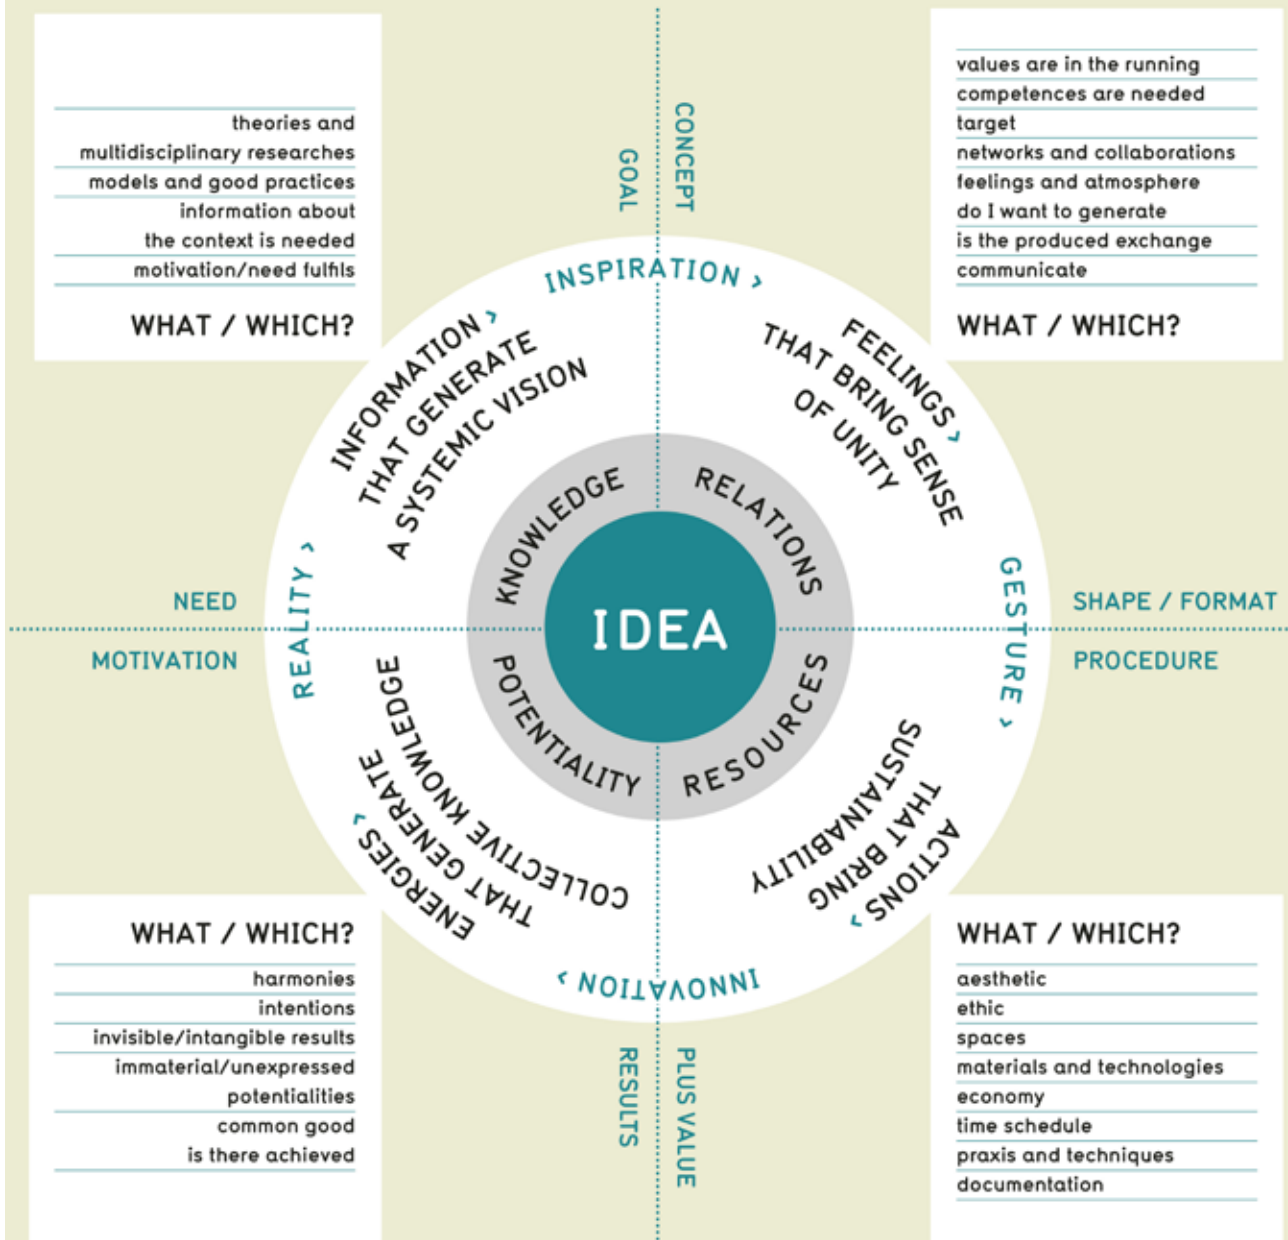 theories and
multidisciplinary researches
models and good practices
information about
the context is needed
motivation/need fulfils
WHAT / WHICH?
values are in the running
competences are needed
target
networks and collaborations
feelings and atmosphere
do I want to generate
is the produced exchange
communicate
WHAT / WHICH?
GOAL
CONCEPT
INSPIRATION >
INFORMATION >
THAT GENERATE
A SYSTEMIC VISION
FEELINGS >
THAT BRING SENSE
OF UNITY
KNOWLEDGE
RELATIONS
IDEA
POTENTIALITY
RESOURCES
REALITY >
GESTURE >
NEED
MOTIVATION
SHAPE / FORMAT
PROCEDURE
ENERGIES >
THAT GENERATE
COLLECTIVE KNOWLEDGE
ACTIONS >
THAT BRING
SUSTAINABILITY
INNOVATION >
RESULTS
PLUS VALUE
WHAT / WHICH?
harmonies
intentions
invisible/intangible results
immaterial/unexpressed
potentialities
common good
is there achieved
WHAT / WHICH?
aesthetic
ethic
spaces
materials and technologies
economy
time schedule
praxis and techniques
documentation